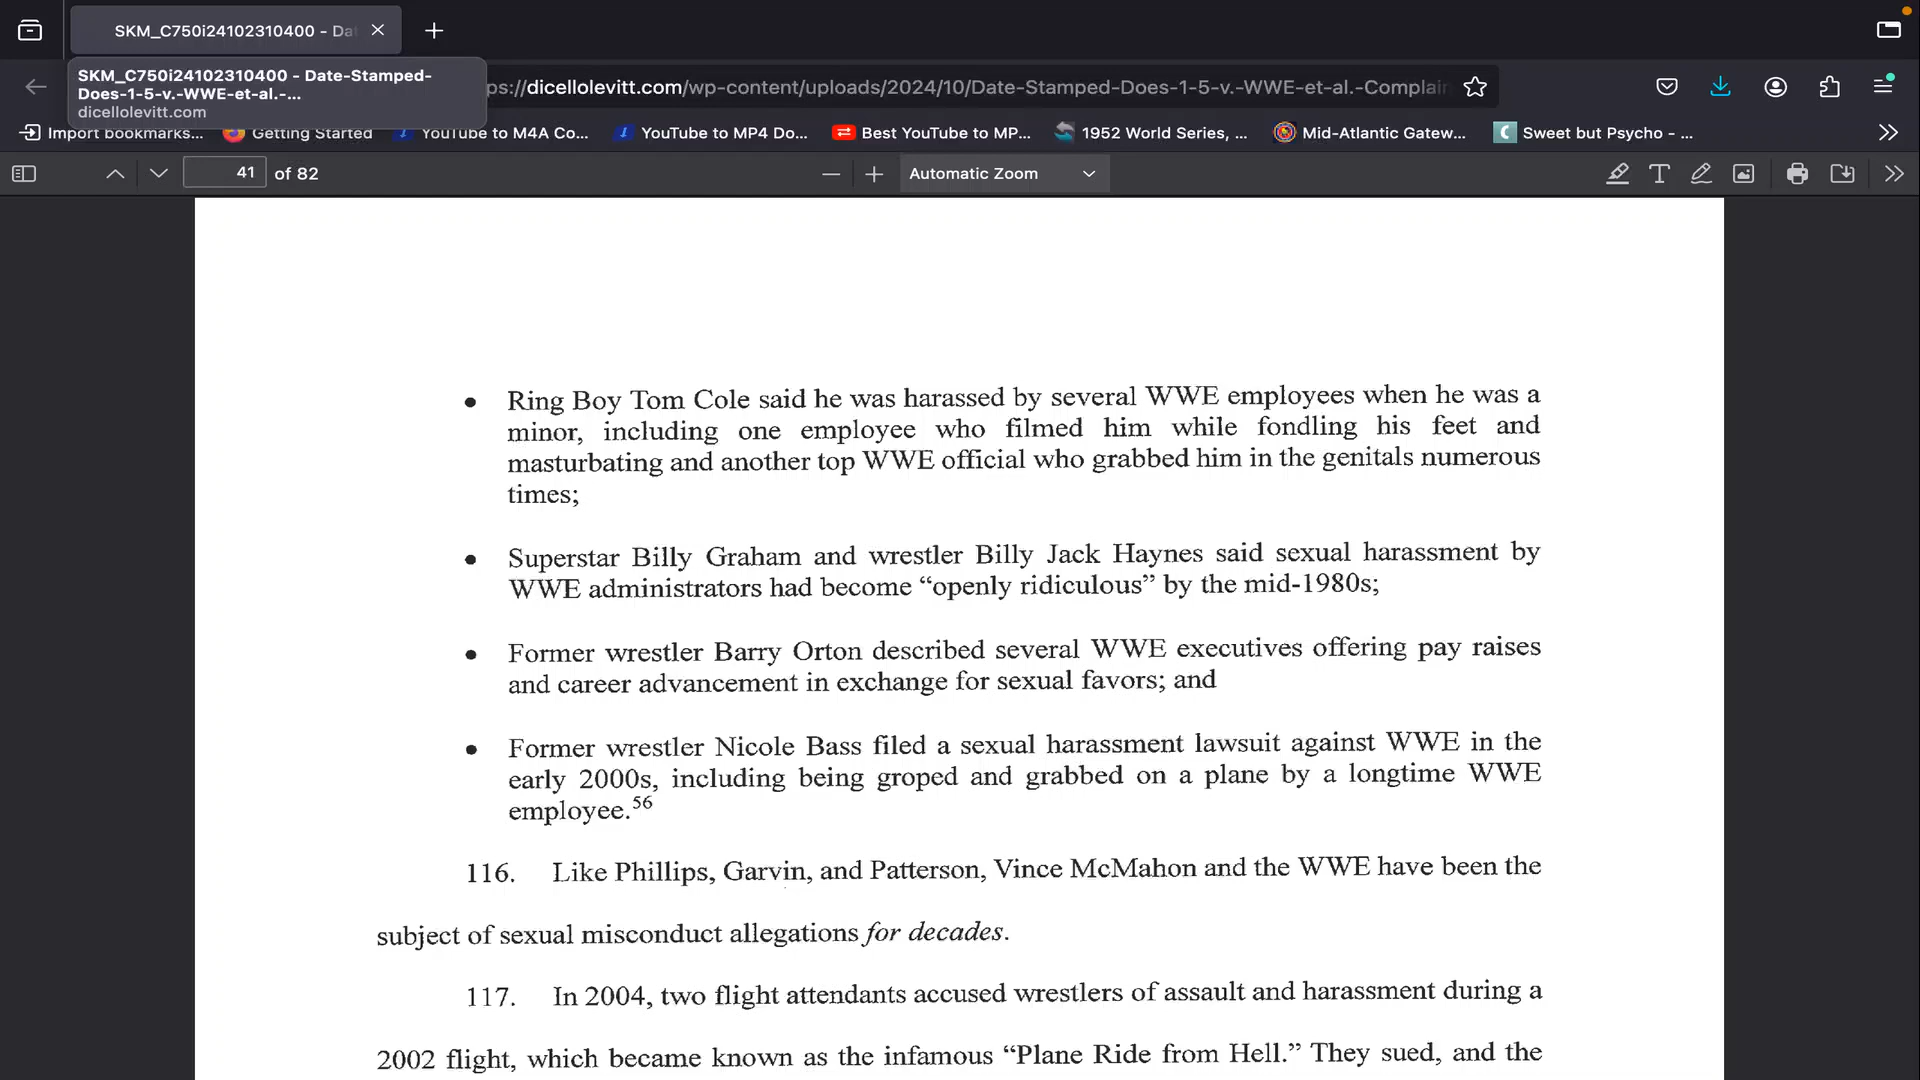 SKM_C750i24102310400 - Da
SKM_C750i24102310400 - Date-Stamped-
Does-1-5-v.-WWE-et-al.-...
dicellolevitt.com
ps://dicellolevitt.com/wp-content/uploads/2024/10/Date-Stamped-Does-1-5-v.-WWE-et-al.-Complain
Import bookmarks...
Getting Started
YouTube to M4A Co...
YouTube to MP4 Do...
Best YouTube to MP...
1952 World Series, ...
Mid-Atlantic Gatew...
Sweet but Psycho - ...
41 of 82
Automatic Zoom
• Ring Boy Tom Cole said he was harassed by several WWE employees when he was a
minor, including one employee who filmed him while fondling his feet and
masturbating and another top WWE official who grabbed him in the genitals numerous
times;
• Superstar Billy Graham and wrestler Billy Jack Haynes said sexual harassment by
WWE administrators had become “openly ridiculous” by the mid-1980s;
• Former wrestler Barry Orton described several WWE executives offering pay raises
and career advancement in exchange for sexual favors; and
• Former wrestler Nicole Bass filed a sexual harassment lawsuit against WWE in the
early 2000s, including being groped and grabbed on a plane by a longtime WWE
employee.56
116. Like Phillips, Garvin, and Patterson, Vince McMahon and the WWE have been the
subject of sexual misconduct allegations for decades.
117. In 2004, two flight attendants accused wrestlers of assault and harassment during a
2002 flight, which became known as the infamous “Plane Ride from Hell.” They sued, and the